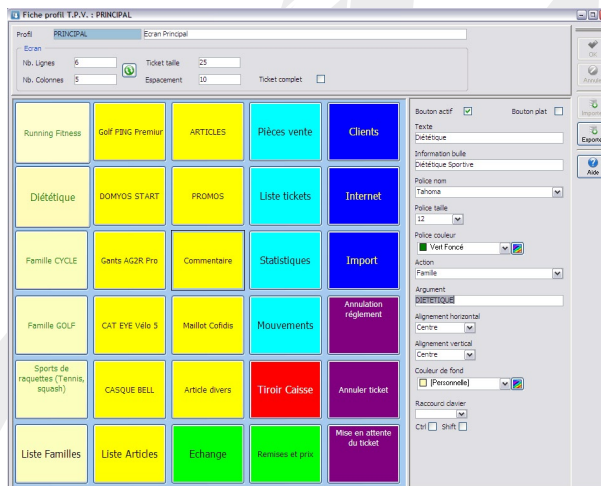 Fiche profil T.P.V. : PRINCIPAL
Profil PRINCIPAL Ecran Principal
Ecran
Nb. Lignes 6 Ticket taille 25
Nb. Colonnes 5 Espacement 10 Ticket complet
OK
Annule
Importe
Exporte
Aide
Running Fitness
Golf PING Premiur
ARTICLES
Pièces vente
Clients
Diététique
DOMYOS START
PROMOS
Liste tickets
Internet
Famille CYCLE
Gants AG2R Pro
Commentaire
Statistiques
Import
Famille GOLF
CAT EYE Vélo 5
Maillot Cofidis
Mouvements
Annulation
réglement
Sports de
raquettes (Tennis,
squash)
CASQUE BELL
Article divers
Tiroir Caisse
Annuler ticket
Liste Familles
Liste Articles
Echange
Remises et prix
Mise en attente
du ticket
Bouton actif Bouton plat
Texte
Diététique
Information bulle
Diététique Sportive
Police nom
Tahoma
Police taille
12
Police couleur
Vert Foncé
Action
Famille
Argument
DIETETIQUE
Alignement horizontal
Centre
Alignement vertical
Centre
Couleur de fond
[Personnelle]
Raccourci clavier
Ctrl Shift